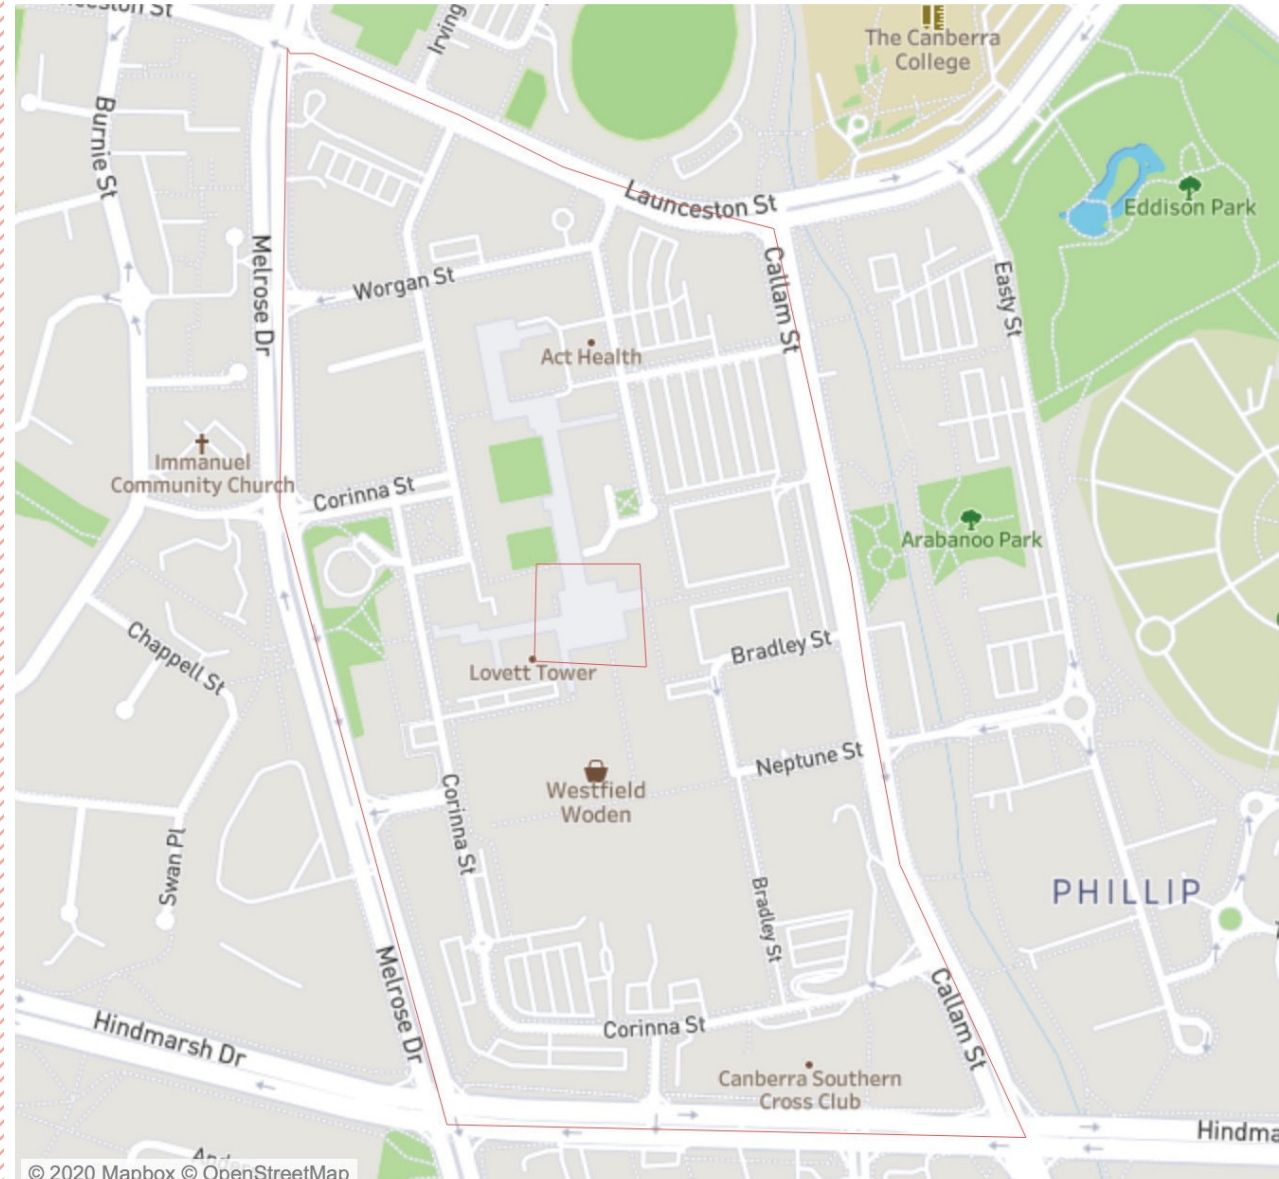 ceston St
Irving
The Canberra
College
Burnie St
Launceston St
Eddison Park
Melrose Dr
Worgan St
Callam St
Easty St
Act Health
Immanuel
Community Church
Corinna St
Arabanoo Park
Chappell St
Bradley St
Lovett Tower
Neptune St
Westfield
Woden
Corinna St
Swan Pl
Bradley St
PHILLIP
Melrose Dr
Callam St
Hindmarsh Dr
Corinna St
Canberra Southern
Cross Club
Hindma
© 2020 Mapbox © OpenStreetMap